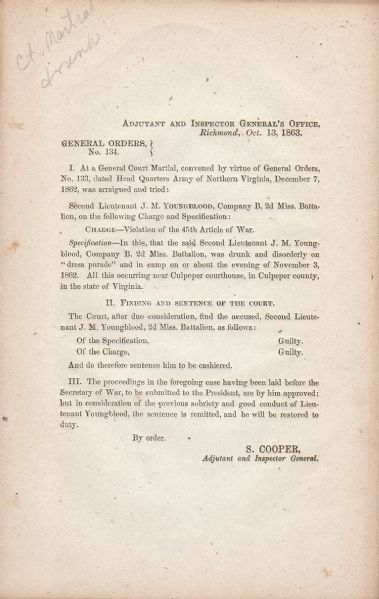 Ct. Martial
Drunk
ADJUTANT AND INSPECTOR GENERAL'S OFFICE,
Richmond, Oct. 13, 1863.
GENERAL ORDERS, }
No. 134. }
I. At a General Court Martial, convened by virtue of General Orders,
No. 133, dated Head Quarters Army of Northern Virginia, December 7,
1862, was arraigned and tried:
Second Lieutenant J. M. YOUNGBLOOD, Company B, 2d Miss. Batta-
lion, on the following Charge and Specification:
CHARGE—Violation of the 45th Article of War.
Specification—In this, that the said Second Lieutenant J. M. Young-
blood, Company B, 2d Miss. Battalion, was drunk and disorderly on
"dress parade" and in camp on or about the evening of November 3,
1862. All this occurring near Culpeper courthouse, in Culpeper county,
in the state of Virginia.
II. FINDING AND SENTENCE OF THE COURT.
The Court, after due consideration, find the accused, Second Lieute-
nant J. M. Youngblood, 2d Miss. Battalion, as follows:
Of the Specification, Guilty.
Of the Charge, Guilty.
And do therefore sentence him to be cashiered.
III. The proceedings in the foregoing case having been laid before the
Secretary of War, to be submitted to the President, are by him approved;
but in consideration of the previous sobriety and good conduct of Lieu-
tenant Youngblood, the sentence is remitted, and he will be restored to
duty.
By order.
S. COOPER,
Adjutant and Inspector General.